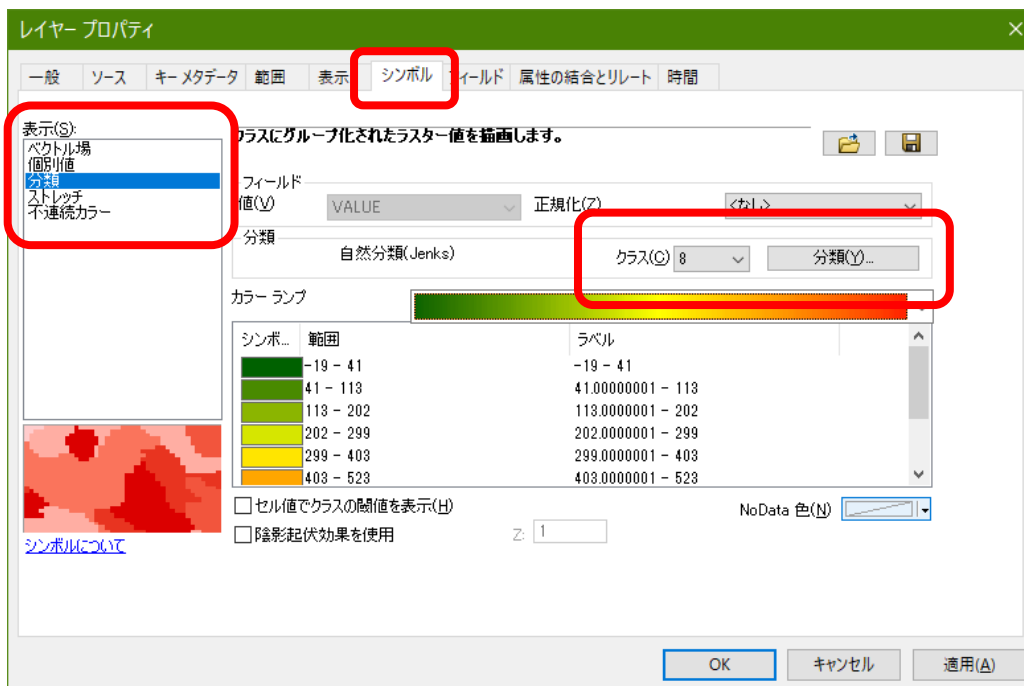 レイヤー プロパティ
一般 ソース キー メタデータ 範囲 表示 シンボル ィールド 属性の結合とリレート 時間
表示(S):
ベクトル場
個別値
分類
ストレッチ
不連続カラー
クラスにグループ化されたラスター値を描画します。
フィールド
値(V) VALUE 正規化(Z) <なし>
分類
自然分類(Jenks) クラス(C) 8 分類(Y)...
カラー ランプ
シンボ... 範囲 ラベル
-19 - 41 -19 - 41
41 - 113 41.00000001 - 113
113 - 202 113.0000001 - 202
202 - 299 202.0000001 - 299
299 - 403 299.0000001 - 403
403 - 523 403.0000001 - 523
セル値でクラスの閾値を表示(H) NoData 色(N)
陰影起伏効果を使用 Z: 1
シンボルについて
OK キャンセル 適用(A)